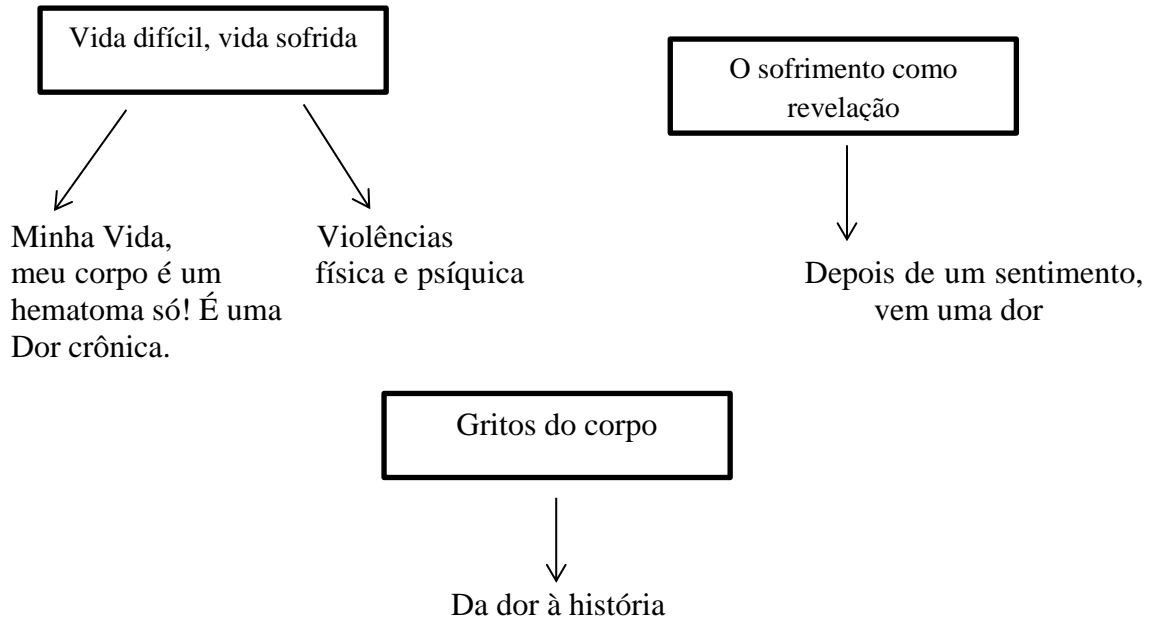 Vida difícil, vida sofrida
O sofrimento como
revelação
Minha Vida,
meu corpo é um
hematoma só! É uma
Dor crônica.
Violências
física e psíquica
Depois de um sentimento,
vem uma dor
Gritos do corpo
Da dor à história